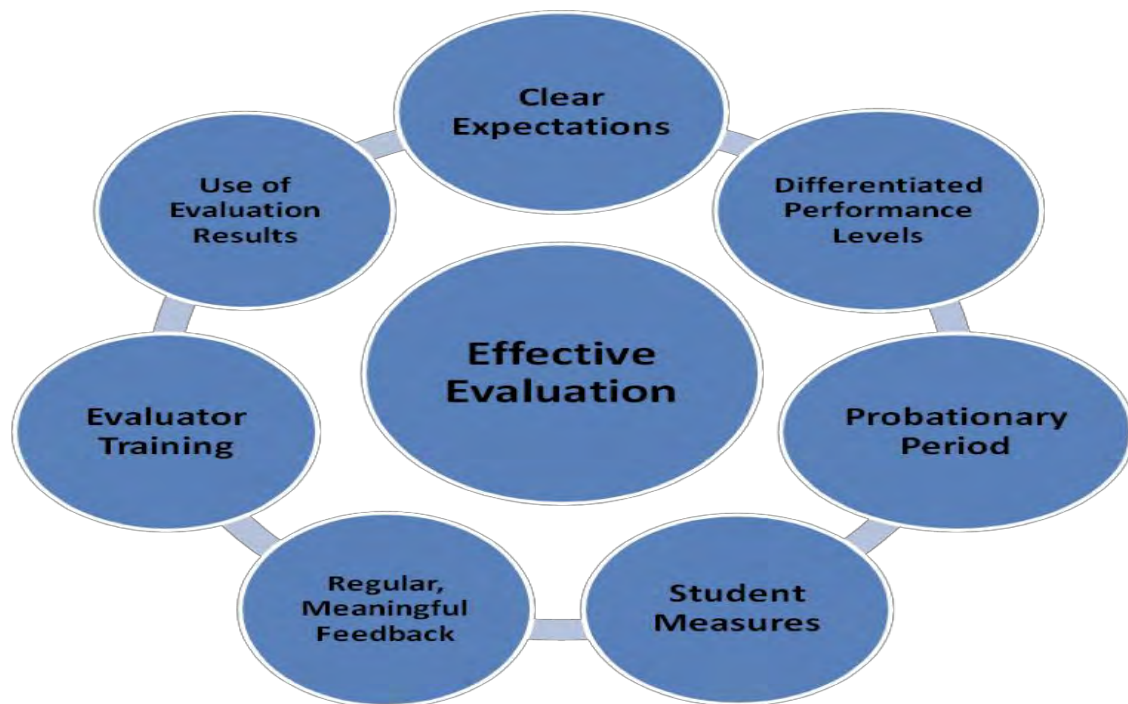 Clear
Expectations
Differentiated
Performance
Levels
Probationary
Period
Student
Measures
Regular,
Meaningful
Feedback
Evaluator
Training
Use of
Evaluation
Results
Effective
Evaluation